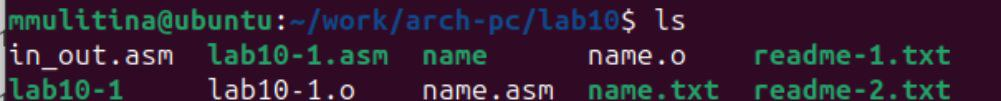 mmulitina@ubuntu:~/work/arch-pc/lab10$ ls
in_out.asm  lab10-1.asm  name      name.o    readme-1.txt
lab10-1     lab10-1.o    name.asm  name.txt  readme-2.txt